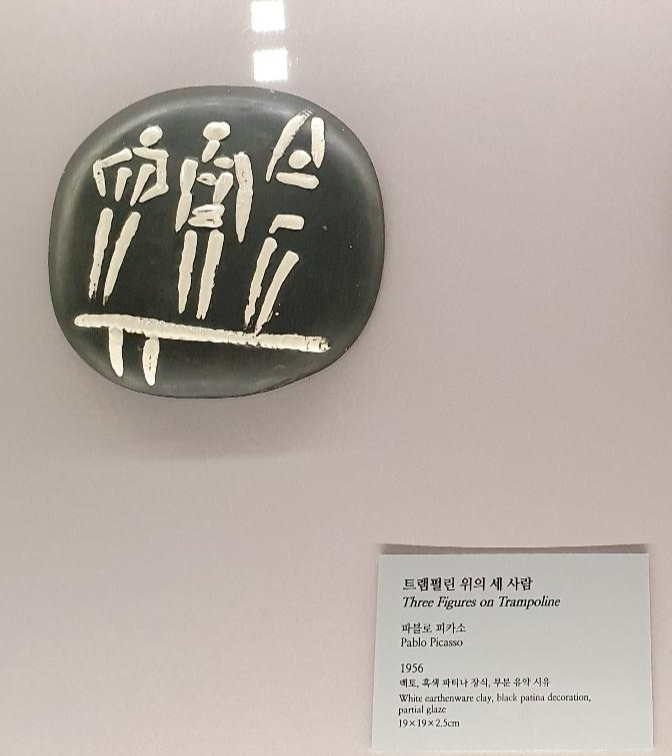 트램펄린 위의 세 사람
Three Figures on Trampoline
파블로 피카소
Pablo Picasso
1956
백토, 흑색 파티나 장식, 부분 유약 시유
White earthenware clay, black patina decoration,
partial glaze
19×19×2.5cm